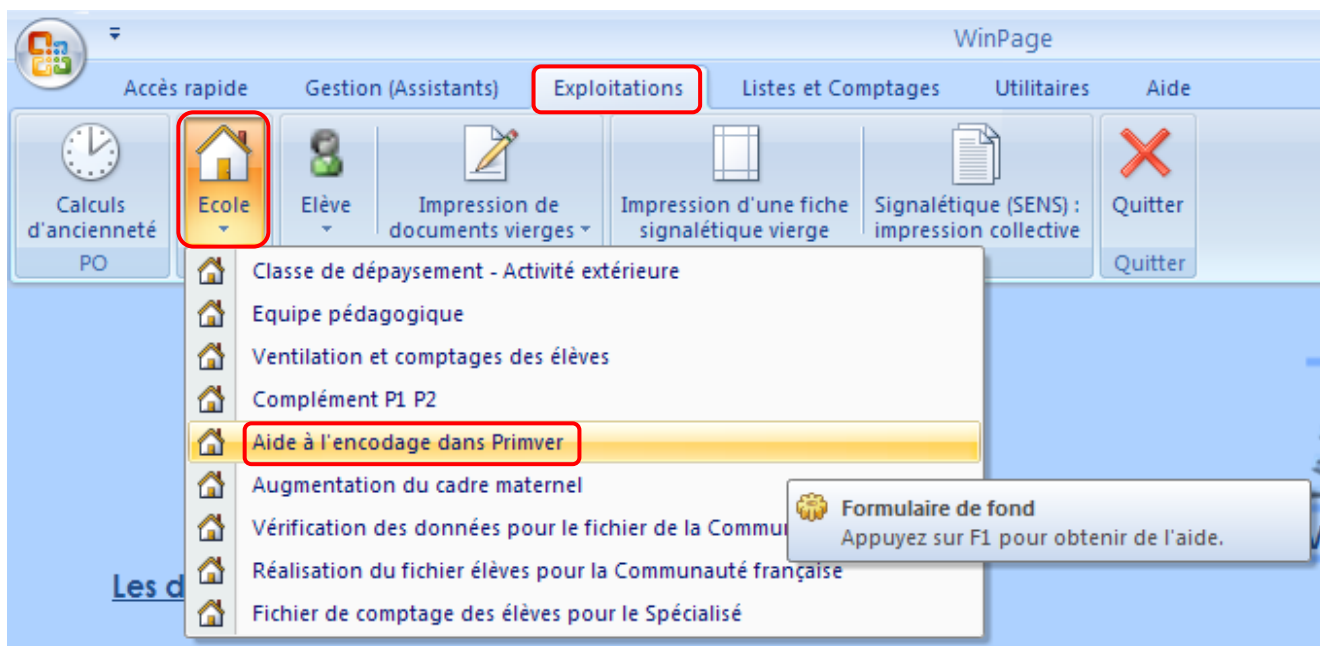 WinPage
Accès rapide Gestion (Assistants) Exploitations Listes et Comptages Utilitaires Aide
Calculs d'ancienneté
Ecole
Elève
Impression de documents vierges
Impression d'une fiche signalétique vierge
Signalétique (SENS) : impression collective
Quitter
PO
Quitter
Classe de dépaysement - Activité extérieure
Equipe pédagogique
Ventilation et comptages des élèves
Complément P1 P2
Aide à l'encodage dans Primver
Augmentation du cadre maternel
Vérification des données pour le fichier de la
Réalisation du fichier élèves pour la Communauté française
Fichier de comptage des élèves pour le Spécialisé
Formulaire de fond
Appuyez sur F1 pour obtenir de l'aide.
Les